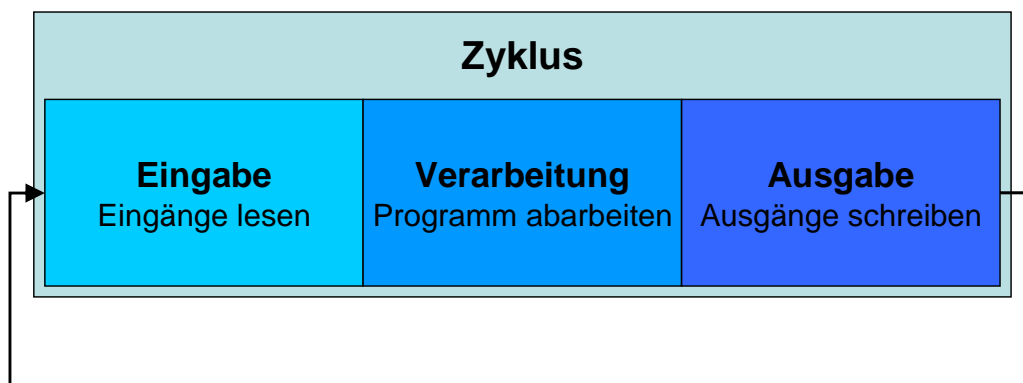 Zyklus
Eingabe
Eingänge lesen
Verarbeitung
Programm abarbeiten
Ausgabe
Ausgänge schreiben